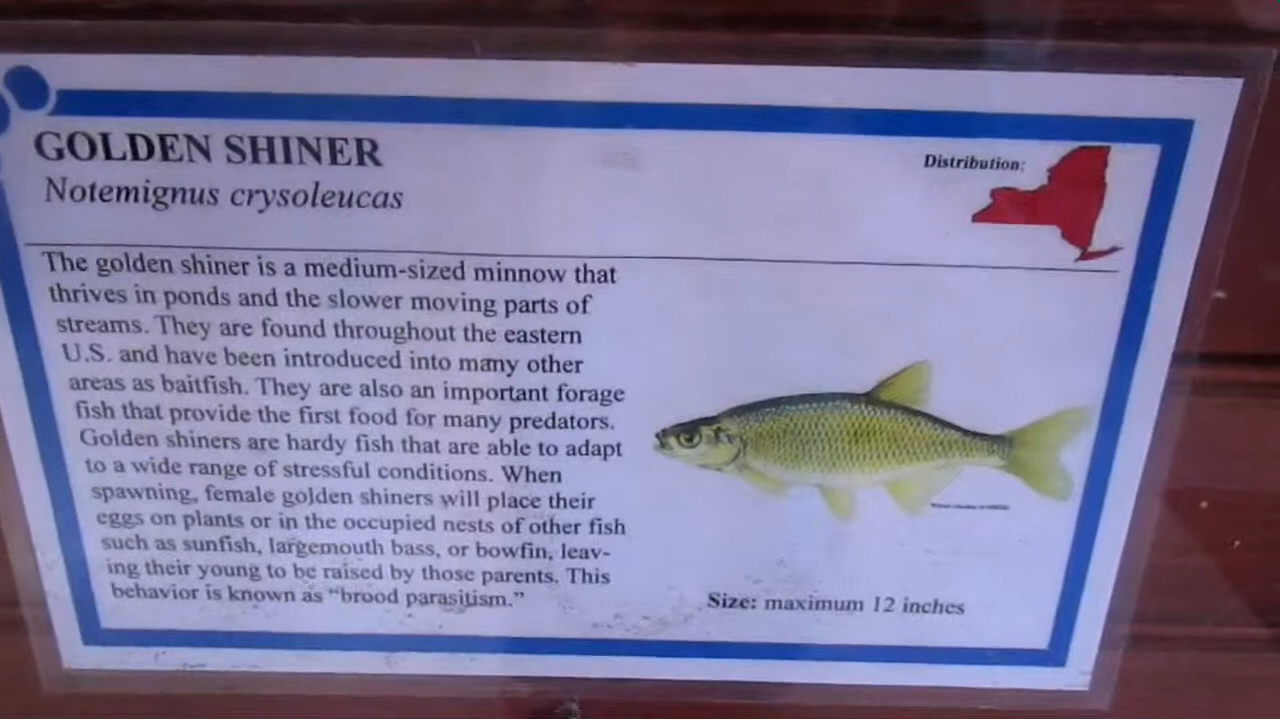 GOLDEN SHINER
Notemignus crysoleucas
Distribution:
The golden shiner is a medium-sized minnow that
thrives in ponds and the slower moving parts of
streams. They are found throughout the eastern
U.S. and have been introduced into many other
areas as baitfish. They are also an important forage
fish that provide the first food for many predators.
Golden shiners are hardy fish that are able to adapt
to a wide range of stressful conditions. When
spawning, female golden shiners will place their
eggs on plants or in the occupied nests of other fish
such as sunfish, largemouth bass, or bowfin, leav-
ing their young to be raised by those parents. This
behavior is known as “brood parasitism.”
Size: maximum 12 inches